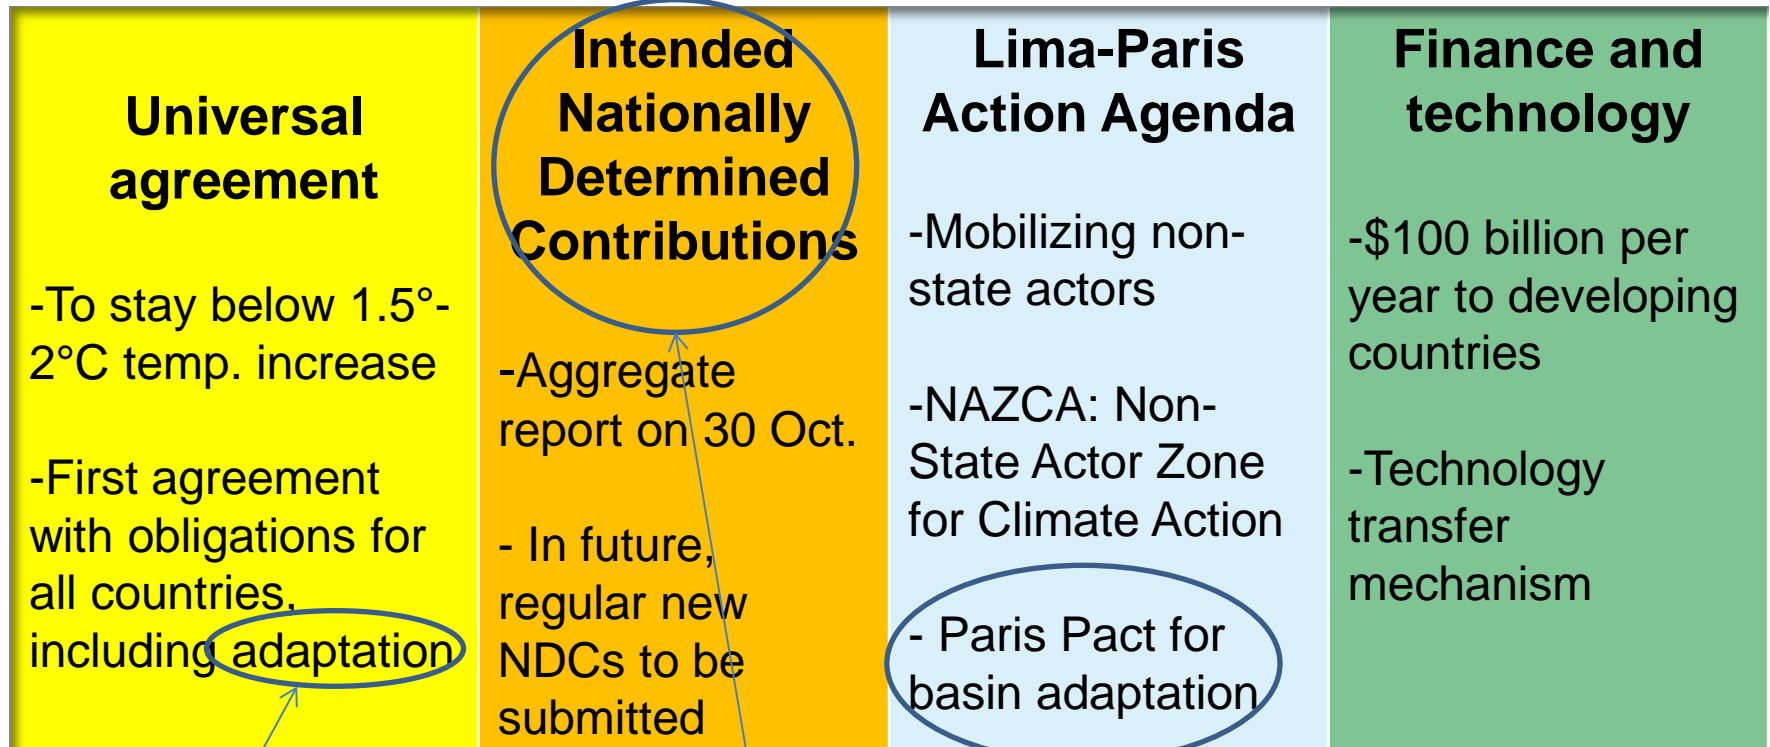 Universal
agreement
-To stay below 1.5°-
2°C temp. increase
-First agreement
with obligations for
all countries,
including adaptation
Intended
Nationally
Determined
Contributions
-Aggregate
report on 30 Oct.
- In future,
regular new
NDCs to be
submitted
Lima-Paris
Action Agenda
-Mobilizing non-
state actors
-NAZCA: Non-
State Actor Zone
for Climate Action
- Paris Pact for
basin adaptation
Finance and
technology
-$100 billion per
year to developing
countries
-Technology
transfer
mechanism